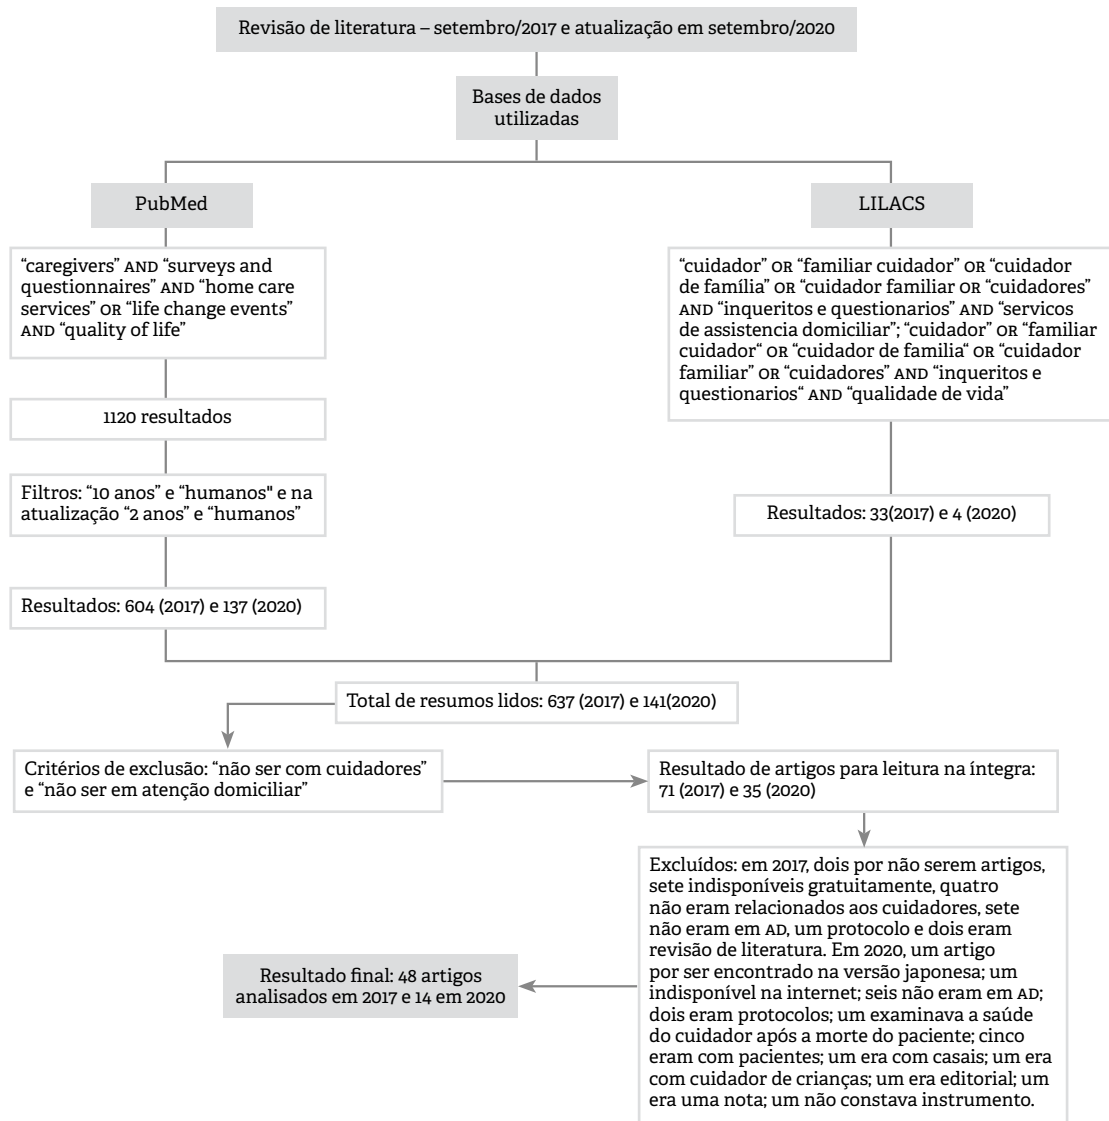 Revisão de literatura – setembro/2017 e atualização em setembro/2020
Bases de dados
utilizadas
PubMed
"caregivers" AND "surveys and
questionnaires" AND "home care
services" OR "life change events"
AND "quality of life"
1120 resultados
Filtros: "10 anos" e "humanos" e na
atualização "2 anos" e "humanos"
Resultados: 604 (2017) e 137 (2020)
LILACS
"cuidador" OR "familiar cuidador" OR "cuidador
de família" OR "cuidador familiar OR "cuidadores"
AND "inqueritos e questionarios" AND "servicos
de assistencia domiciliar"; "cuidador" OR "familiar
cuidador" OR "cuidador de familia" OR "cuidador
familiar" OR "cuidadores" AND "inqueritos e
questionarios" AND "qualidade de vida"
Resultados: 33(2017) e 4 (2020)
Total de resumos lidos: 637 (2017) e 141(2020)
Critérios de exclusão: "não ser com cuidadores"
e "não ser em atenção domiciliar"
Resultado de artigos para leitura na íntegra:
71 (2017) e 35 (2020)
Excluídos: em 2017, dois por não serem artigos,
sete indisponíveis gratuitamente, quatro
não eram relacionados aos cuidadores, sete
não eram em AD, um protocolo e dois eram
revisão de literatura. Em 2020, um artigo
por ser encontrado na versão japonesa; um
indisponível na internet; seis não eram em AD;
dois eram protocolos; um examinava a saúde
do cuidador após a morte do paciente; cinco
eram com pacientes; um era com casais; um era
com cuidador de crianças; um era editorial; um
era uma nota; um não constava instrumento.
Resultado final: 48 artigos
analisados em 2017 e 14 em 2020